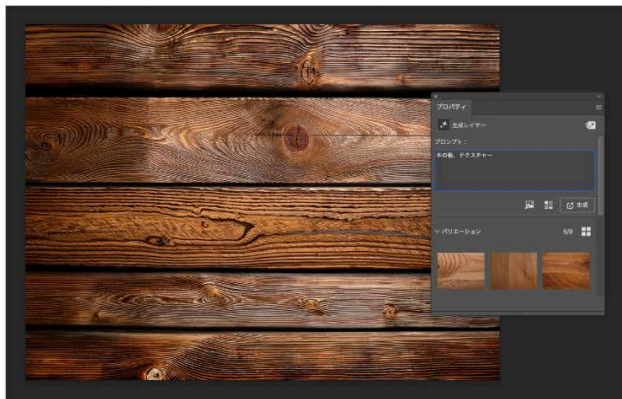 プロパティ
生成レイヤー
プロンプト：
木の板、テクスチャー
生成
バリエーション
5/9